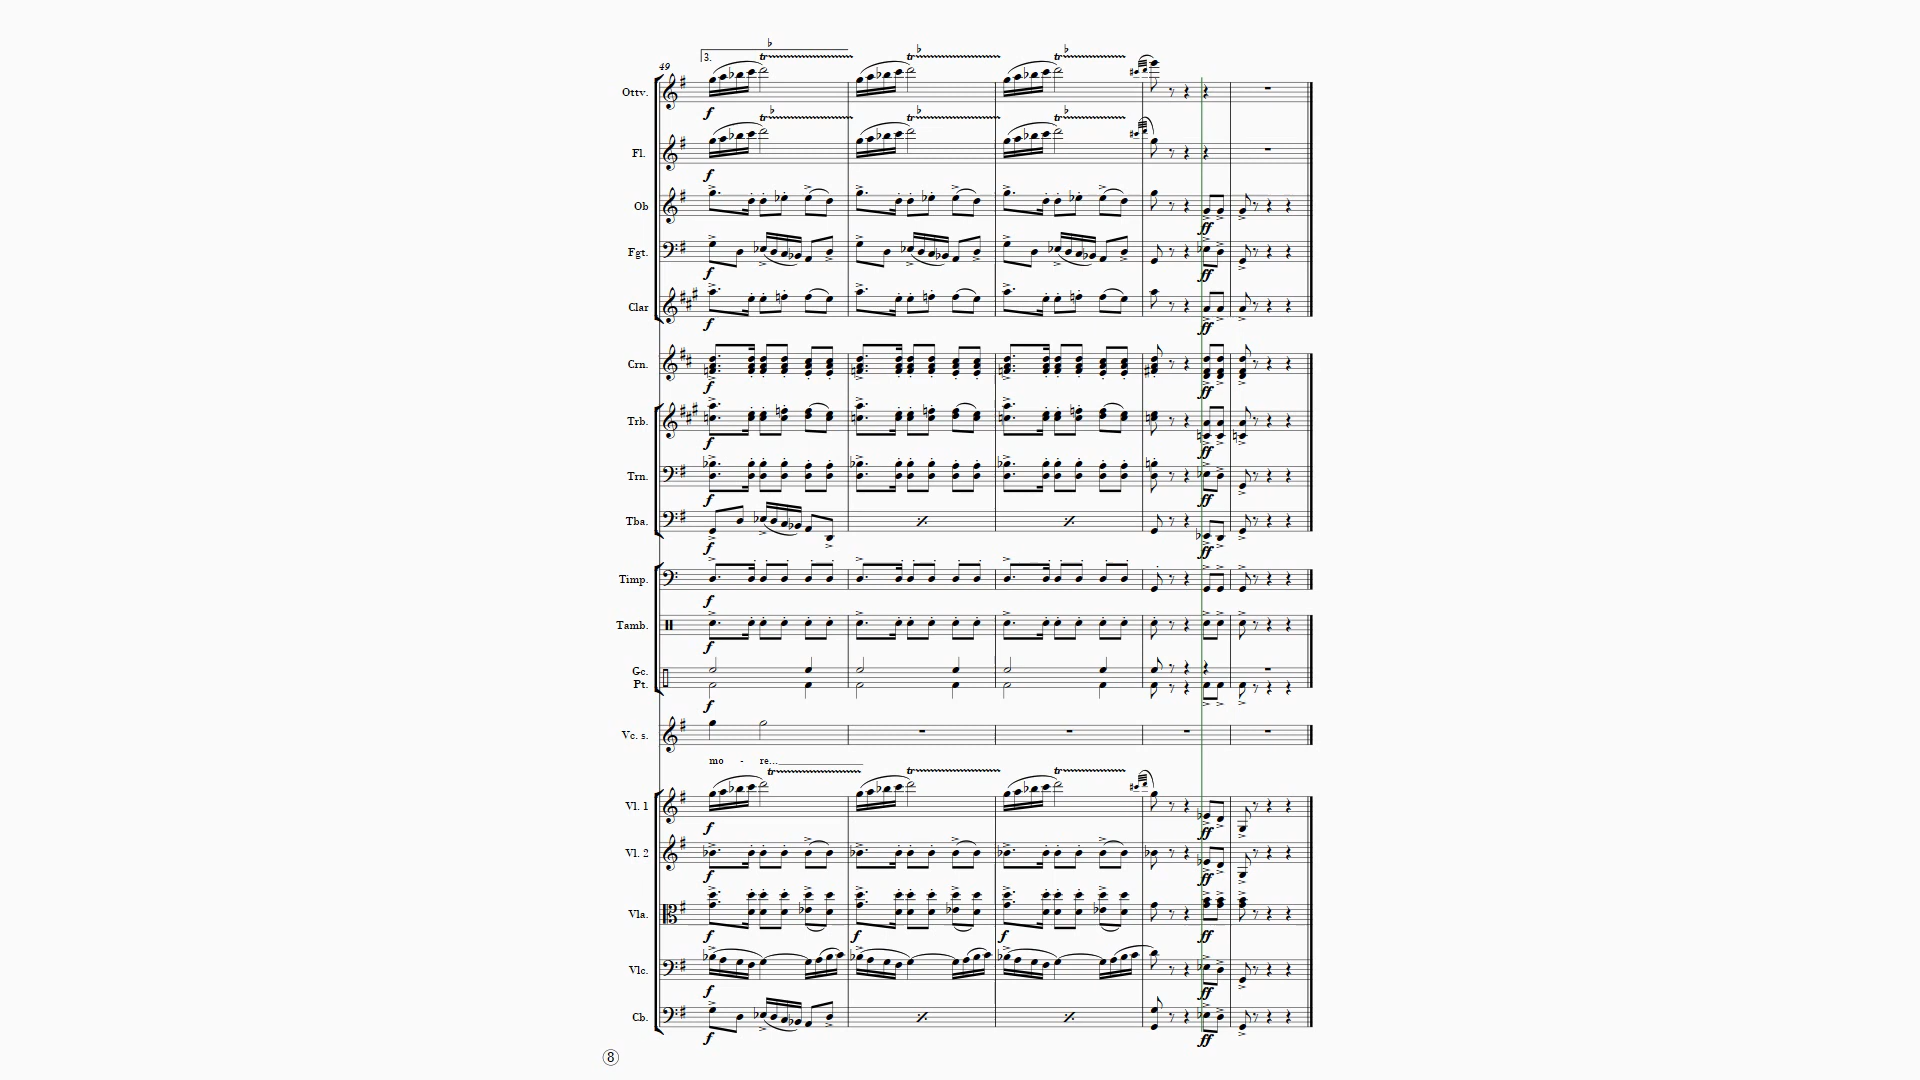 49
3.
tr
tr
tr
Ottv.
f
tr
tr
tr
Fl.
f
Ob
f
ff
Fgt.
f
ff
Clar
f
ff
Crn.
f
ff
Trb.
f
ff
Trn.
f
ff
Tba.
f
ff
Timp.
f
Tamb.
f
Gc.
Pt.
f
Vc. s.
mo - re...
tr
tr
tr
Vl. 1
f
ff
Vl. 2
f
ff
Vla.
f f f ff
Vlc.
f
ff
Cb.
f
ff
8